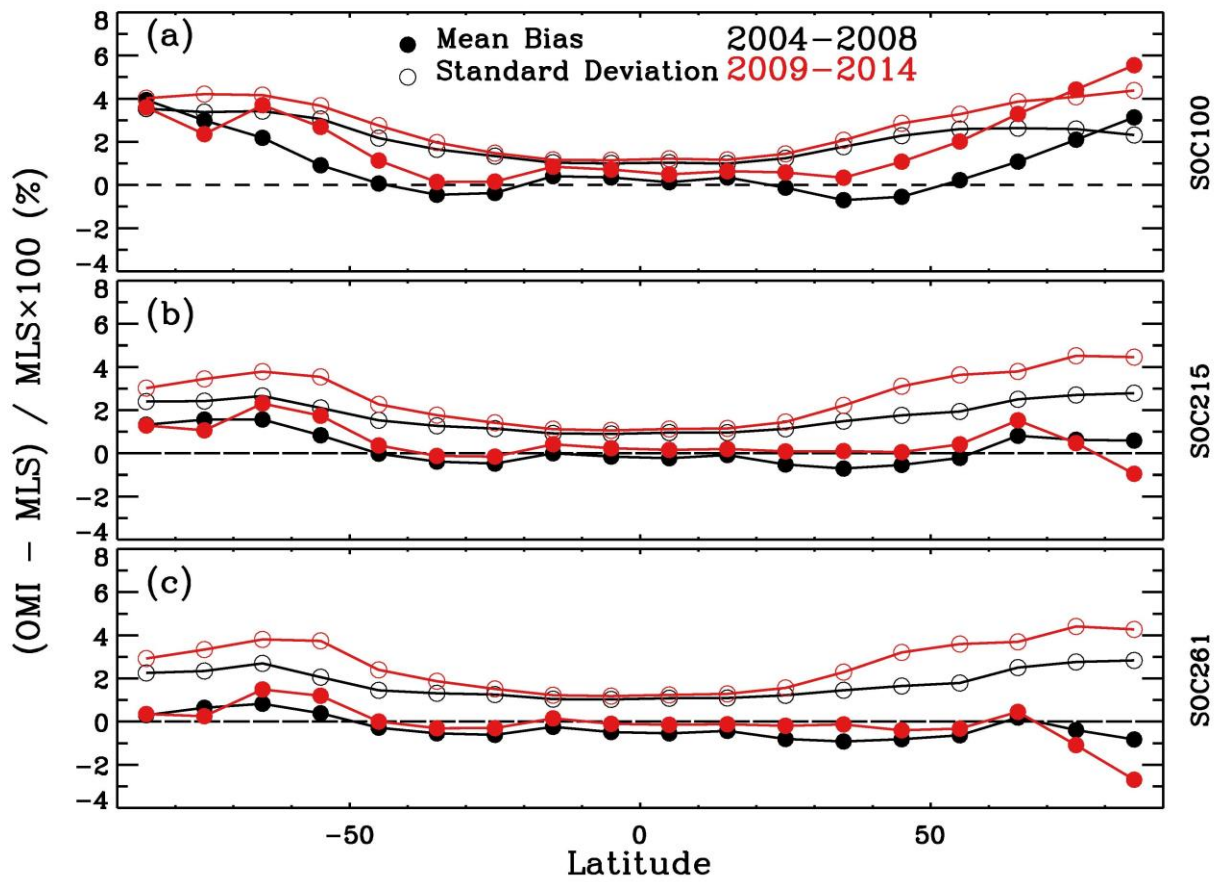 (a)
Mean Bias 2004−2008
Standard Deviation 2009−2014
8
6
4
2
0
−2
−4
SOC100
(b)
8
6
4
2
0
−2
−4
SOC215
(c)
8
6
4
2
0
−2
−4
SOC261
(OMI − MLS) / MLS×100 (%)
−50 0 50
Latitude